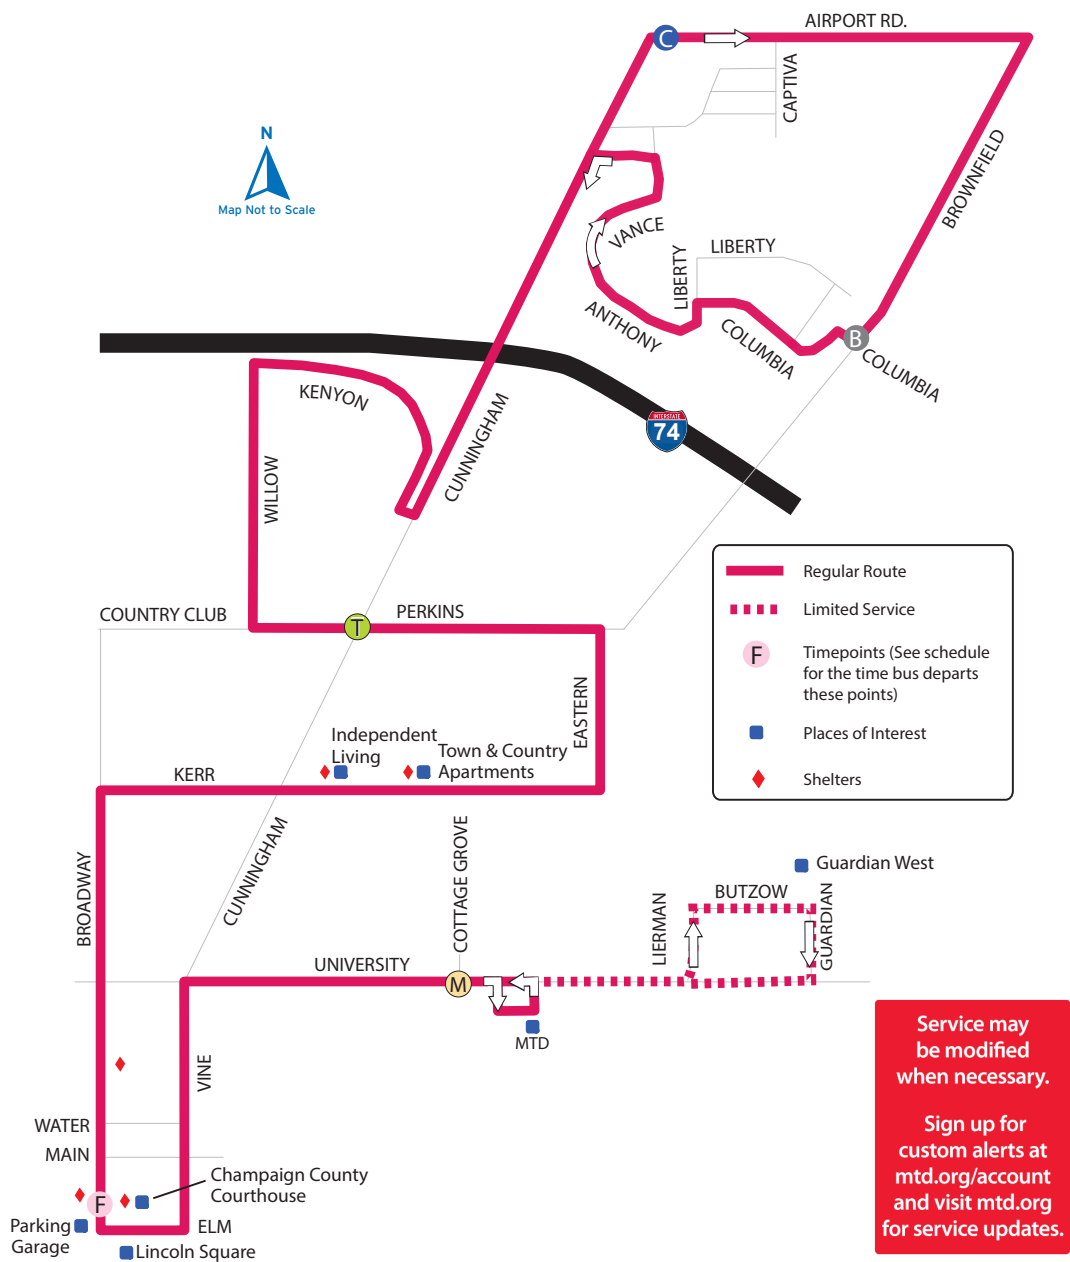 AIRPORT RD.
C
CAPTIVA
N
Map Not to Scale
BROWNFIELD
VANCE
LIBERTY
LIBERTY
ANTHONY
COLUMBIA
B
COLUMBIA
KENYON
CUNNINGHAM
INTERSTATE
74
WILLOW
COUNTRY CLUB
T
PERKINS
EASTERN
Regular Route
Limited Service
F
Timepoints (See schedule
for the time bus departs
these points)
Places of Interest
Shelters
Independent
Living
Town & Country
Apartments
KERR
BROADWAY
CUNNINGHAM
COTTAGE GROVE
Guardian West
BUTZOW
LIERMAN
GUARDIAN
UNIVERSITY
M
MTD
VINE
WATER
MAIN
Champaign County
Courthouse
F
Parking
Garage
ELM
Lincoln Square
Service may
be modified
when necessary.
Sign up for
custom alerts at
mtd.org/account
and visit mtd.org
for service updates.